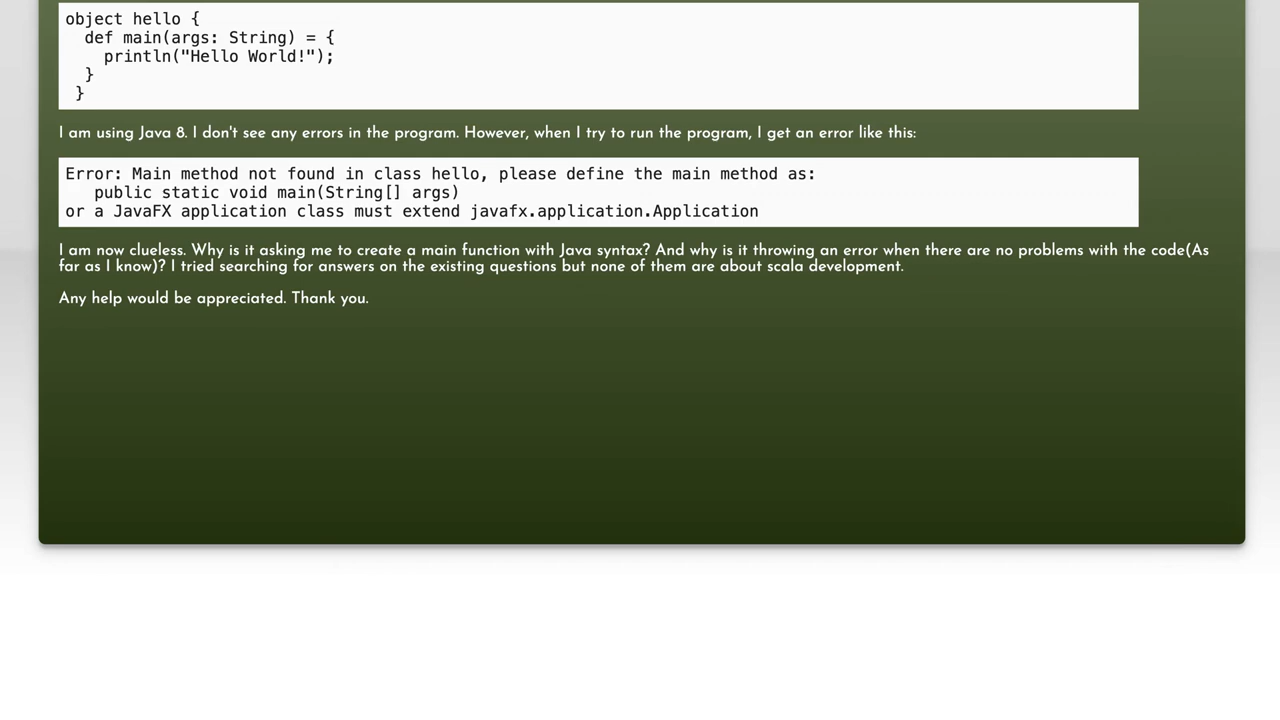 object hello {
  def main(args: String) = {
    println("Hello World!");
  }
 }
I am using Java 8. I don't see any errors in the program. However, when I try to run the program, I get an error like this:
Error: Main method not found in class hello, please define the main method as:
   public static void main(String[] args)
or a JavaFX application class must extend javafx.application.Application
I am now clueless. Why is it asking me to create a main function with Java syntax? And why is it throwing an error when there are no problems with the code(As
far as I know)? I tried searching for answers on the existing questions but none of them are about scala development.
Any help would be appreciated. Thank you.